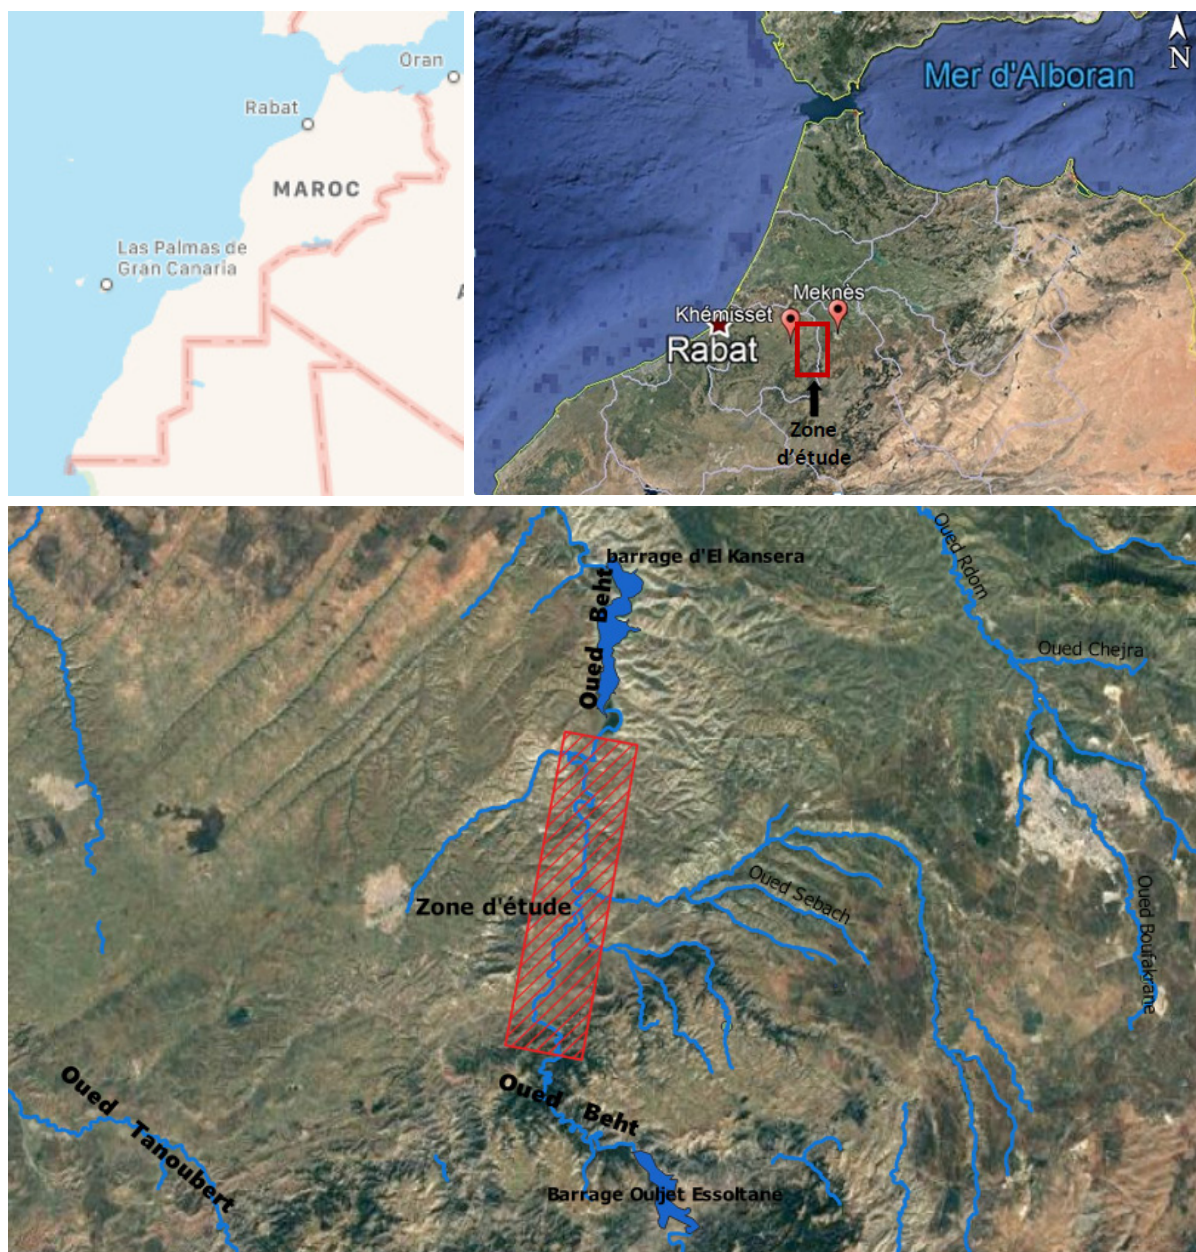 Oran
Rabat
MAROC
Las Palmas de
Gran Canaria
N
Mer d'Alboran
Meknès
Khémisset
Rabat
Zone
d'étude
barrage d'El Kansera
Oued Beht
Oued Rdom
Oued Chejra
Oued Sebach
Zone d'étude
Oued Boufakrane
Oued Beht
Oued Tanoubert
Barrage Ouljet Essoltane